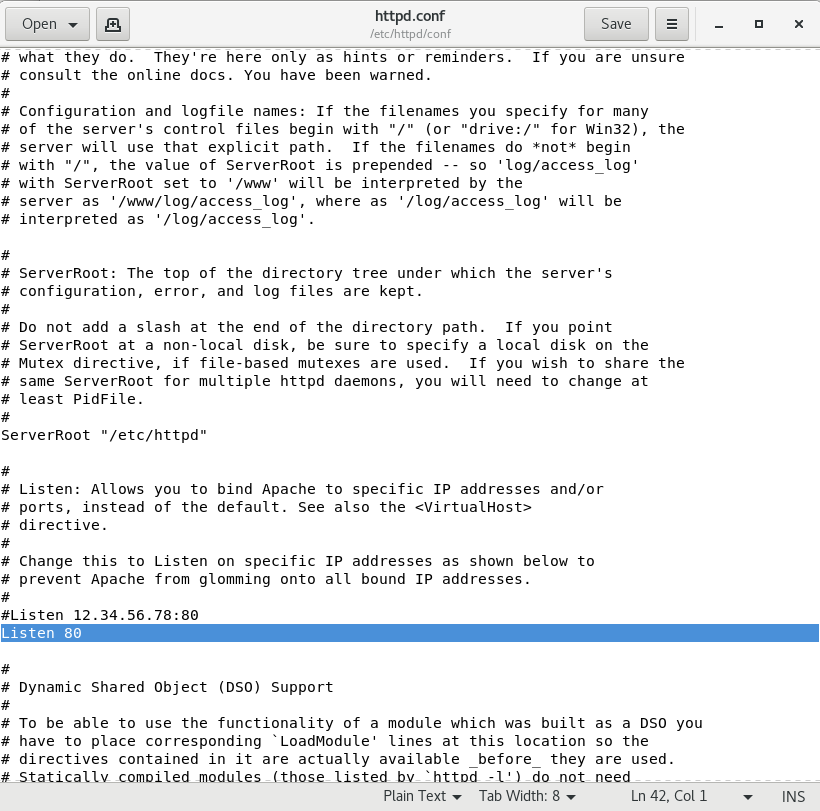 Open
httpd.conf
/etc/httpd/conf
Save
# what they do.  They're here only as hints or reminders.  If you are unsure
# consult the online docs. You have been warned.
#
# Configuration and logfile names: If the filenames you specify for many
# of the server's control files begin with "/" (or "drive:/" for Win32), the
# server will use that explicit path.  If the filenames do *not* begin
# with "/", the value of ServerRoot is prepended -- so 'log/access_log'
# with ServerRoot set to '/www' will be interpreted by the
# server as '/www/log/access_log', where as '/log/access_log' will be
# interpreted as '/log/access_log'.

#
# ServerRoot: The top of the directory tree under which the server's
# configuration, error, and log files are kept.
#
# Do not add a slash at the end of the directory path.  If you point
# ServerRoot at a non-local disk, be sure to specify a local disk on the
# Mutex directive, if file-based mutexes are used.  If you wish to share the
# same ServerRoot for multiple httpd daemons, you will need to change at
# least PidFile.
#
ServerRoot "/etc/httpd"

#
# Listen: Allows you to bind Apache to specific IP addresses and/or
# ports, instead of the default. See also the <VirtualHost>
# directive.
#
# Change this to Listen on specific IP addresses as shown below to
# prevent Apache from glomming onto all bound IP addresses.
#
#Listen 12.34.56.78:80
Listen 80

#
# Dynamic Shared Object (DSO) Support
#
# To be able to use the functionality of a module which was built as a DSO you
# have to place corresponding `LoadModule' lines at this location so the
# directives contained in it are actually available _before_ they are used.
# Statically compiled modules (those listed by `httpd -l') do not need
Plain Text
Tab Width: 8
Ln 42, Col 1
INS